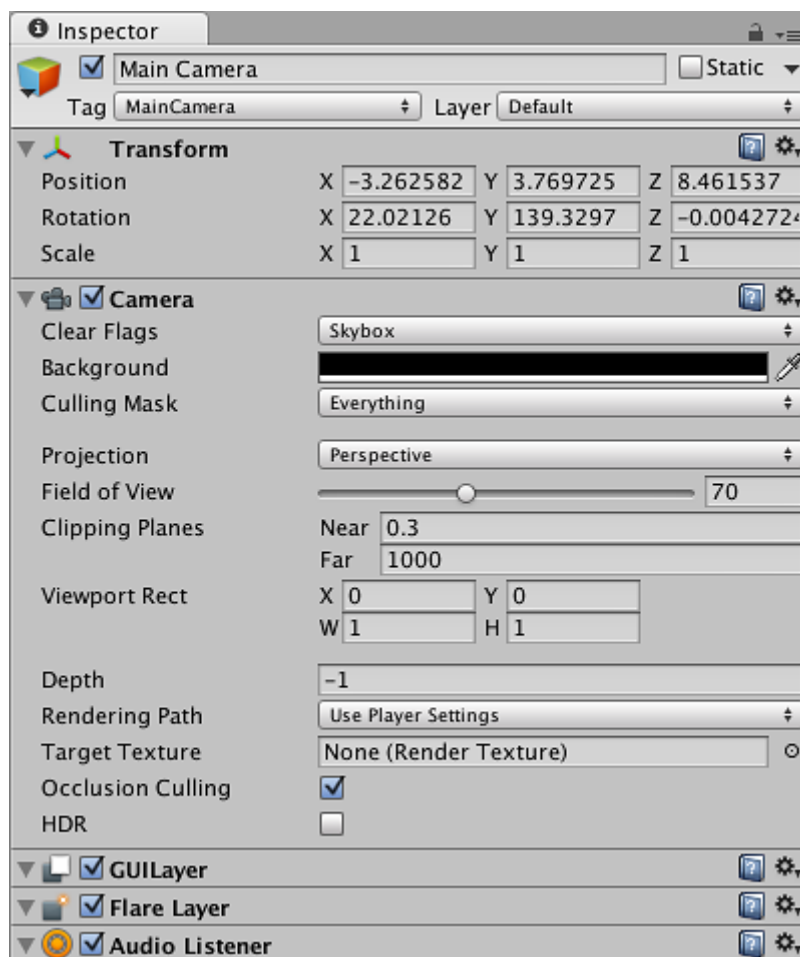 Inspector
Main Camera Static
Tag MainCamera Layer Default
Transform
Position X -3.262582 Y 3.769725 Z 8.461537
Rotation X 22.02126 Y 139.3297 Z -0.0042724
Scale X 1 Y 1 Z 1
Camera
Clear Flags Skybox
Background
Culling Mask Everything
Projection Perspective
Field of View 70
Clipping Planes Near 0.3
Far 1000
Viewport Rect X 0 Y 0
W 1 H 1
Depth -1
Rendering Path Use Player Settings
Target Texture None (Render Texture)
Occlusion Culling
HDR
GUILayer
Flare Layer
Audio Listener